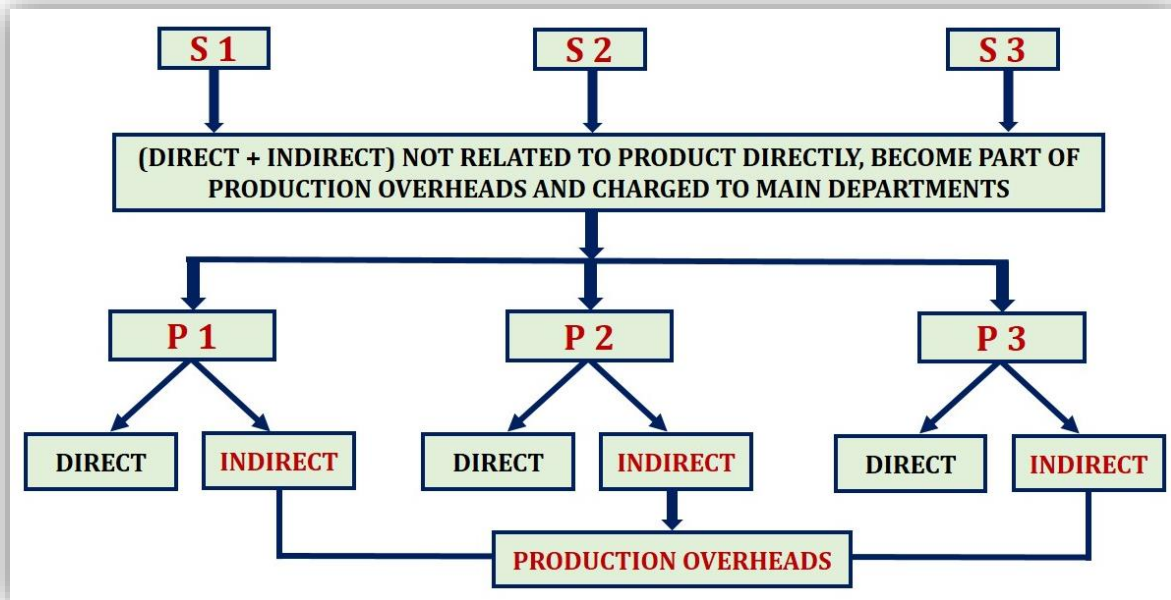 S 1
S 2
S 3
(DIRECT + INDIRECT) NOT RELATED TO PRODUCT DIRECTLY, BECOME PART OF
PRODUCTION OVERHEADS AND CHARGED TO MAIN DEPARTMENTS
P 1
P 2
P 3
DIRECT
INDIRECT
DIRECT
INDIRECT
DIRECT
INDIRECT
PRODUCTION OVERHEADS